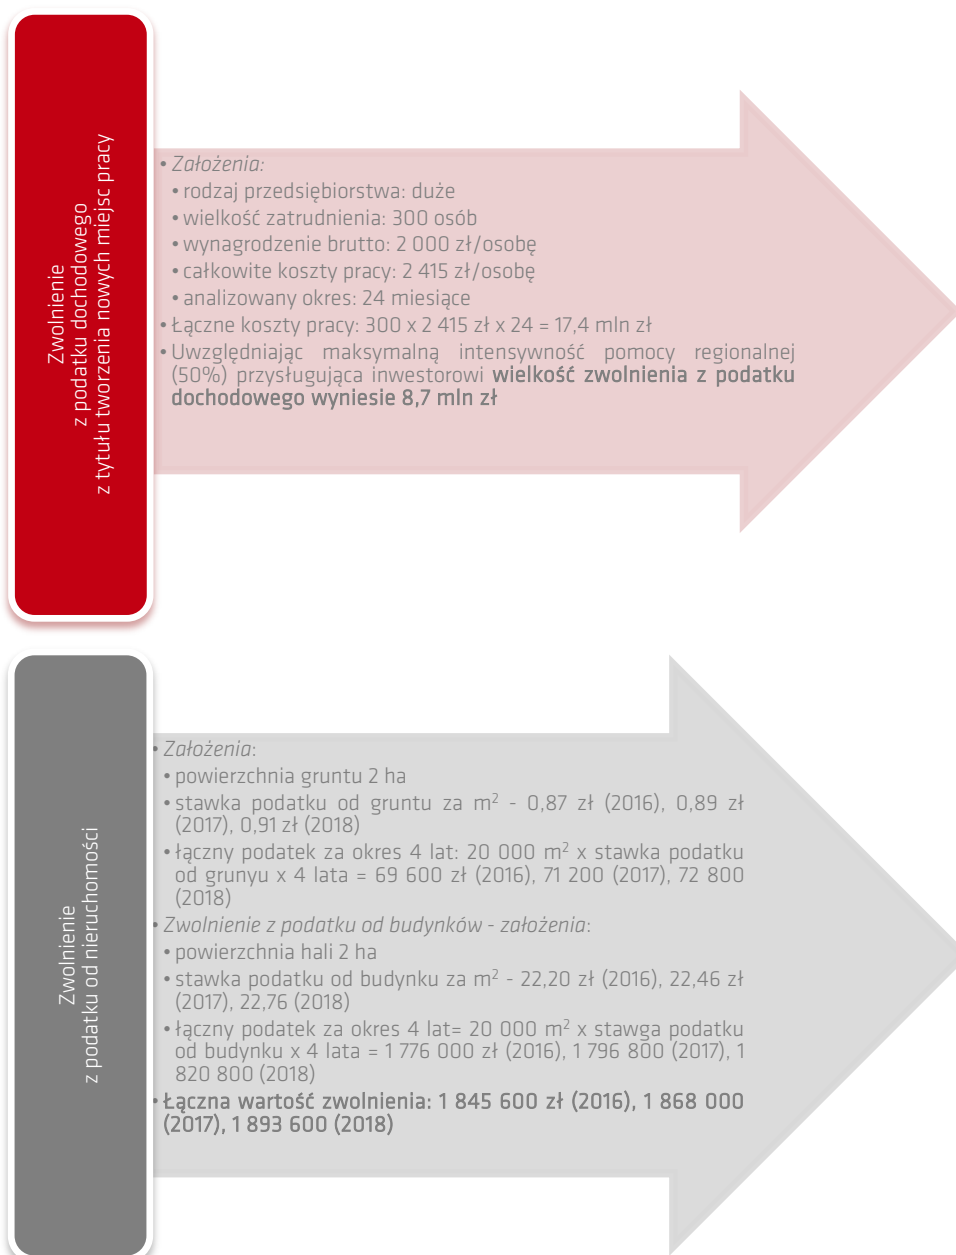 Zwolnienie
z podatku dochodowego
z tytułu tworzenia nowych miejsc pracy
• Założenia:
• rodzaj przedsiębiorstwa: duże
• wielkość zatrudnienia: 300 osób
• wynagrodzenie brutto: 2 000 zł/osobę
• całkowite koszty pracy: 2 415 zł/osobę
• analizowany okres: 24 miesiące
• Łączne koszty pracy: 300 x 2 415 zł x 24 = 17,4 mln zł
• Uwzględniając maksymalną intensywność pomocy regionalnej
(50%) przysługująca inwestorowi wielkość zwolnienia z podatku
dochodowego wyniesie 8,7 mln zł
Zwolnienie
z podatku od nieruchomości
• Założenia:
• powierzchnia gruntu 2 ha
• stawka podatku od gruntu za m² - 0,87 zł (2016), 0,89 zł
(2017), 0,91 zł (2018)
• łączny podatek za okres 4 lat: 20 000 m² x stawka podatku
od grunyu x 4 lata = 69 600 zł (2016), 71 200 (2017), 72 800
(2018)
• Zwolnienie z podatku od budynków - założenia:
• powierzchnia hali 2 ha
• stawka podatku od budynku za m² - 22,20 zł (2016), 22,46 zł
(2017), 22,76 (2018)
• łączny podatek za okres 4 lat= 20 000 m² x stawga podatku
od budynku x 4 lata = 1 776 000 zł (2016), 1 796 800 (2017), 1
820 800 (2018)
• Łączna wartość zwolnienia: 1 845 600 zł (2016), 1 868 000
(2017), 1 893 600 (2018)